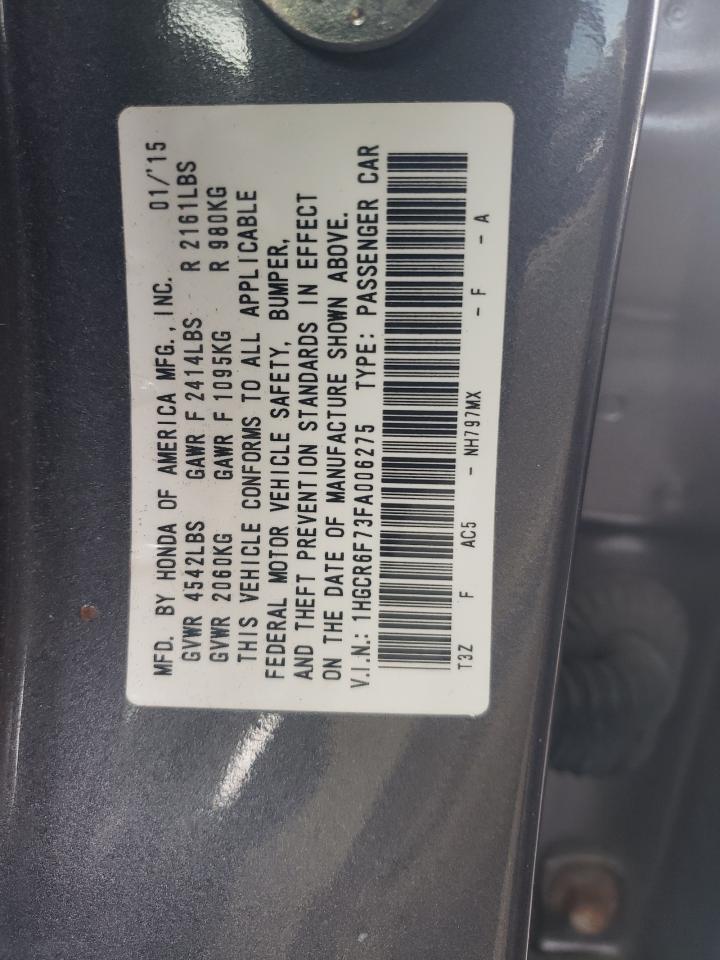 MFD. BY HONDA OF AMERICA MFG., INC. 01/'15
GVWR 4542LBS GAWR F 2414LBS R 2161LBS
GVWR 2060KG GAWR F 1095KG R 980KG
THIS VEHICLE CONFORMS TO ALL APPLICABLE
FEDERAL MOTOR VEHICLE SAFETY, BUMPER,
AND THEFT PREVENTION STANDARDS IN EFFECT
ON THE DATE OF MANUFACTURE SHOWN ABOVE.
V.I.N.: 1HGCR6F73FA006275 TYPE: PASSENGER CAR
T3Z F AC5 - NH797MX - F - A